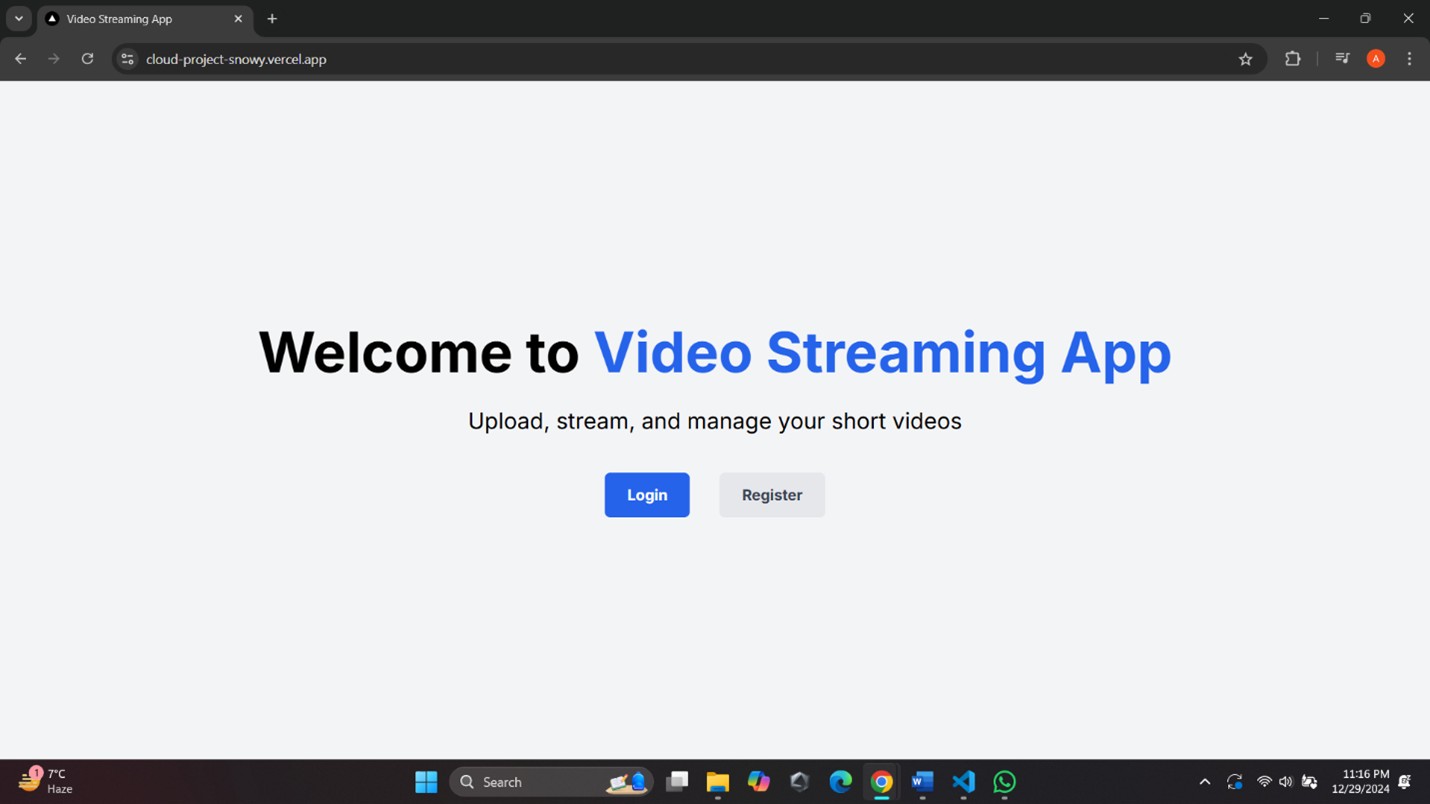 Video Streaming App
cloud-project-snowy.vercel.app
A
Welcome to Video Streaming App
Upload, stream, and manage your short videos
Login
Register
1
7°C
Haze
Search
11:16 PM
12/29/2024